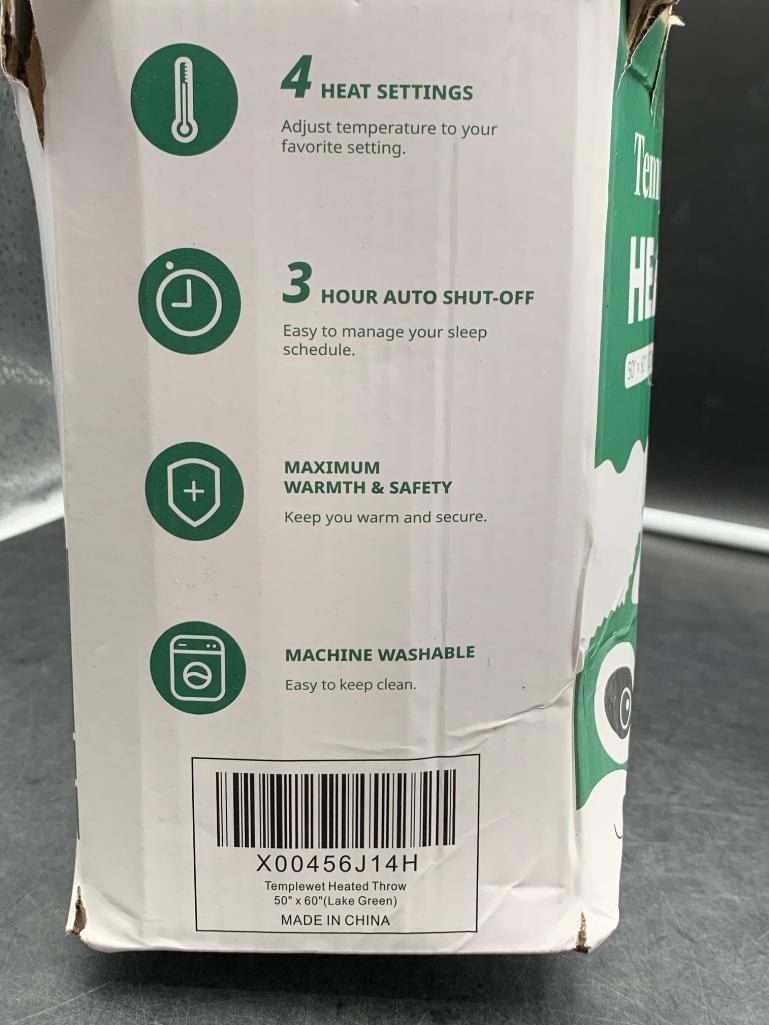 4 HEAT SETTINGS
Adjust temperature to your
favorite setting.
3 HOUR AUTO SHUT-OFF
Easy to manage your sleep
schedule.
MAXIMUM
WARMTH & SAFETY
Keep you warm and secure.
MACHINE WASHABLE
Easy to keep clean.
X00456J14H
Templewet Heated Throw
50" x 60"(Lake Green)
MADE IN CHINA